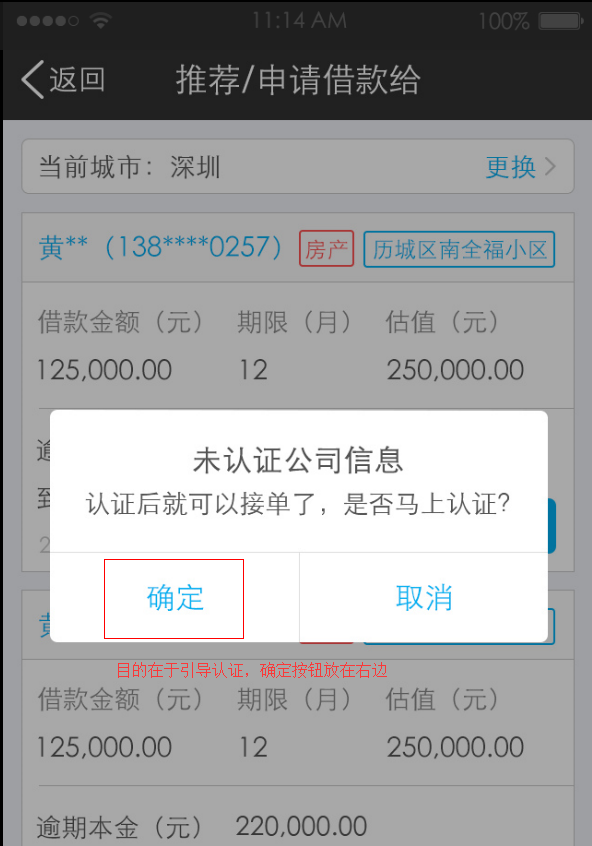 11:14 AM 100%
返回 推荐/申请借款给
当前城市：深圳 更换
黄**（138****0257） 房产 历城区南全福小区
借款金额（元） 期限（月） 估值（元）
125,000.00 12 250,000.00
未认证公司信息
认证后就可以接单了，是否马上认证？
确定 取消
目的在于引导认证，确定按钮放在右边
借款金额（元） 期限（月） 估值（元）
125,000.00 12 250,000.00
逾期本金（元） 220,000.00